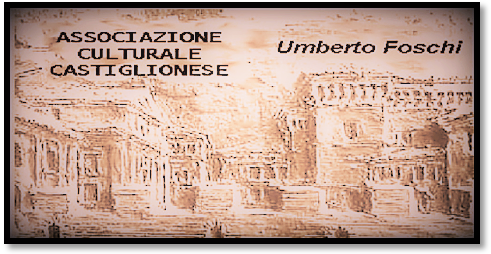 ASSOCIAZIONE
CULTURALE
CASTIGLIONESE
Umberto Foschi